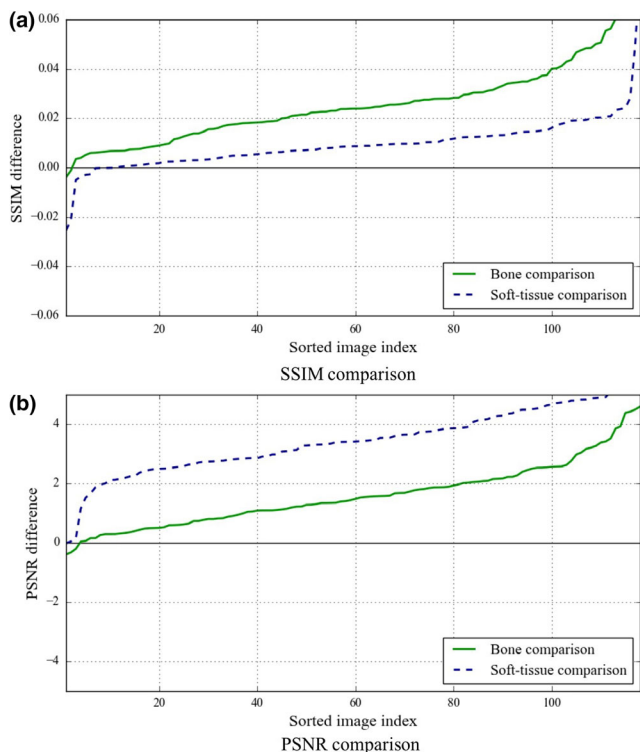 (a)
0.06
0.04
0.02
0.00
−0.02
−0.04
−0.06
SSIM difference
Bone comparison
Soft-tissue comparison
20 40 60 80 100
Sorted image index
SSIM comparison
(b)
4
2
0
−2
−4
PSNR difference
Bone comparison
Soft-tissue comparison
20 40 60 80 100
Sorted image index
PSNR comparison